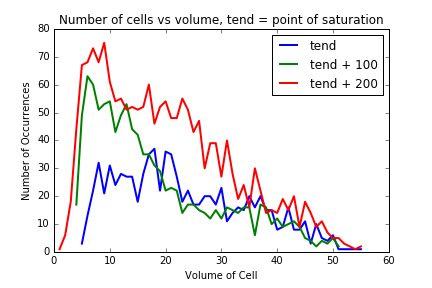 Number of cells vs volume, tend = point of saturation
80
70
60
50
40
30
20
10
0
Number of Occurrences
tend
tend + 100
tend + 200
0 10 20 30 40 50 60
Volume of Cell